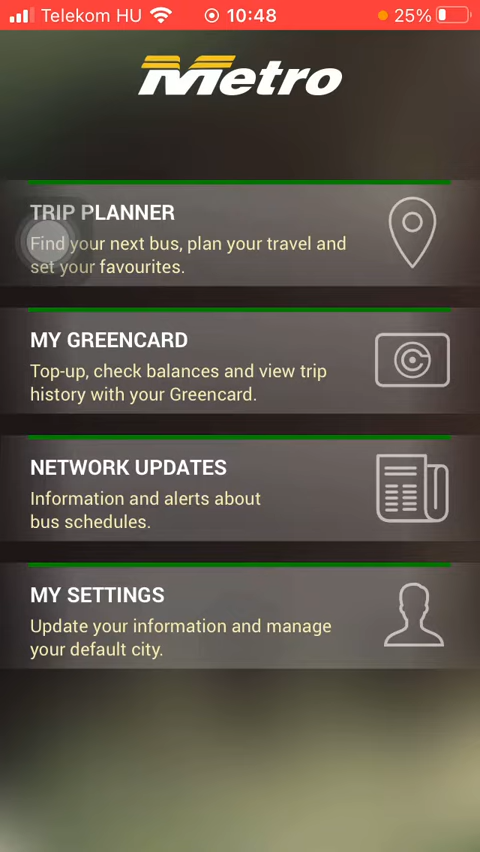 Telekom HU 10:48 25%
Metro
TRIP PLANNER
Find your next bus, plan your travel and
set your favourites.
MY GREENCARD
Top-up, check balances and view trip
history with your Greencard.
NETWORK UPDATES
Information and alerts about
bus schedules.
MY SETTINGS
Update your information and manage
your default city.